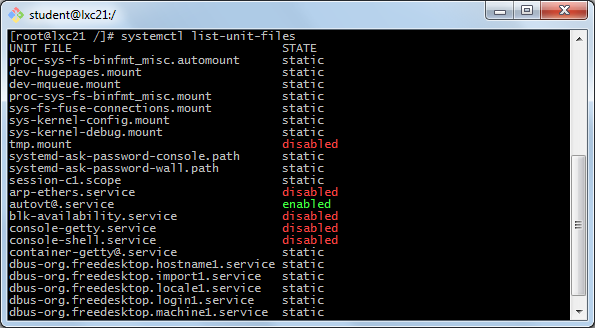 student@lxc21:/
[root@lxc21 /]# systemctl list-unit-files
UNIT FILE                              STATE
proc-sys-fs-binfmt_misc.automount      static
dev-hugepages.mount                    static
dev-mqueue.mount                       static
proc-sys-fs-binfmt_misc.mount          static
sys-fs-fuse-connections.mount          static
sys-kernel-config.mount                static
sys-kernel-debug.mount                 static
tmp.mount                              disabled
systemd-ask-password-console.path      static
systemd-ask-password-wall.path         static
session-c1.scope                       static
arp-ethers.service                     disabled
autovt@.service                        enabled
blk-availability.service               disabled
console-getty.service                  disabled
console-shell.service                  disabled
container-getty@.service               static
dbus-org.freedesktop.hostname1.service static
dbus-org.freedesktop.import1.service   static
dbus-org.freedesktop.locale1.service   static
dbus-org.freedesktop.login1.service    static
dbus-org.freedesktop.machine1.service  static